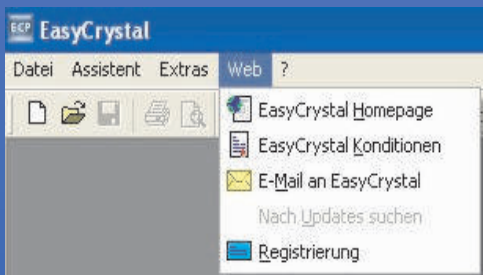 ECP EasyCrystal
Datei Assistent Extras Web ?
EasyCrystal Homepage
EasyCrystal Konditionen
E-Mail an EasyCrystal
Nach Updates suchen
Registrierung